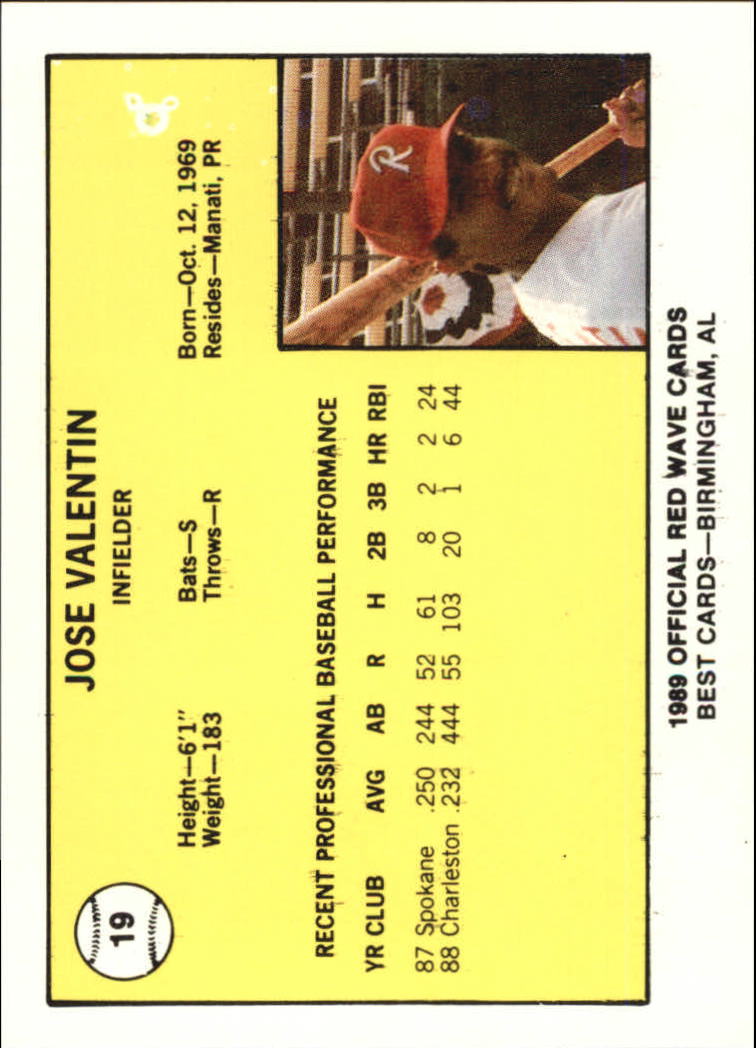 19
JOSE VALENTIN
INFIELDER
Height—6'1" Bats—S Born—Oct. 12, 1969
Weight—183 Throws—R Resides—Manati, PR
RECENT PROFESSIONAL BASEBALL PERFORMANCE
YR CLUB AVG AB R H 2B 3B HR RBI
87 Spokane .250 244 52 61 8 2 2 24
88 Charleston .232 444 55 103 20 1 6 44
R
1989 OFFICIAL RED WAVE CARDS
BEST CARDS—BIRMINGHAM, AL